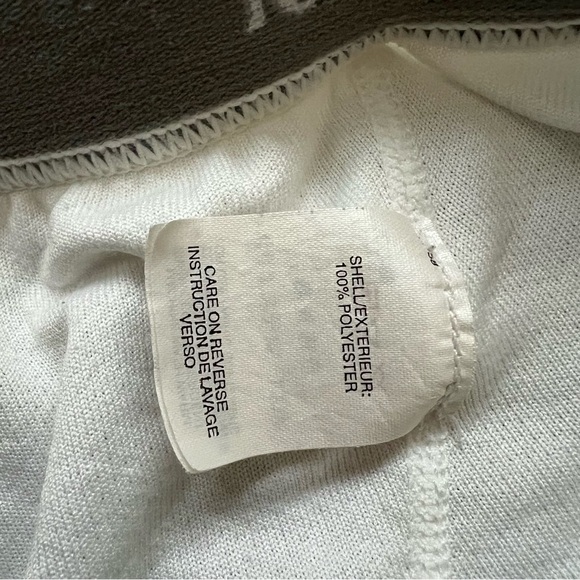 SHELL/EXTERIEUR:
100% POLYESTER
CARE ON REVERSE
INSTRUCTION DE LAVAGE
VERSO